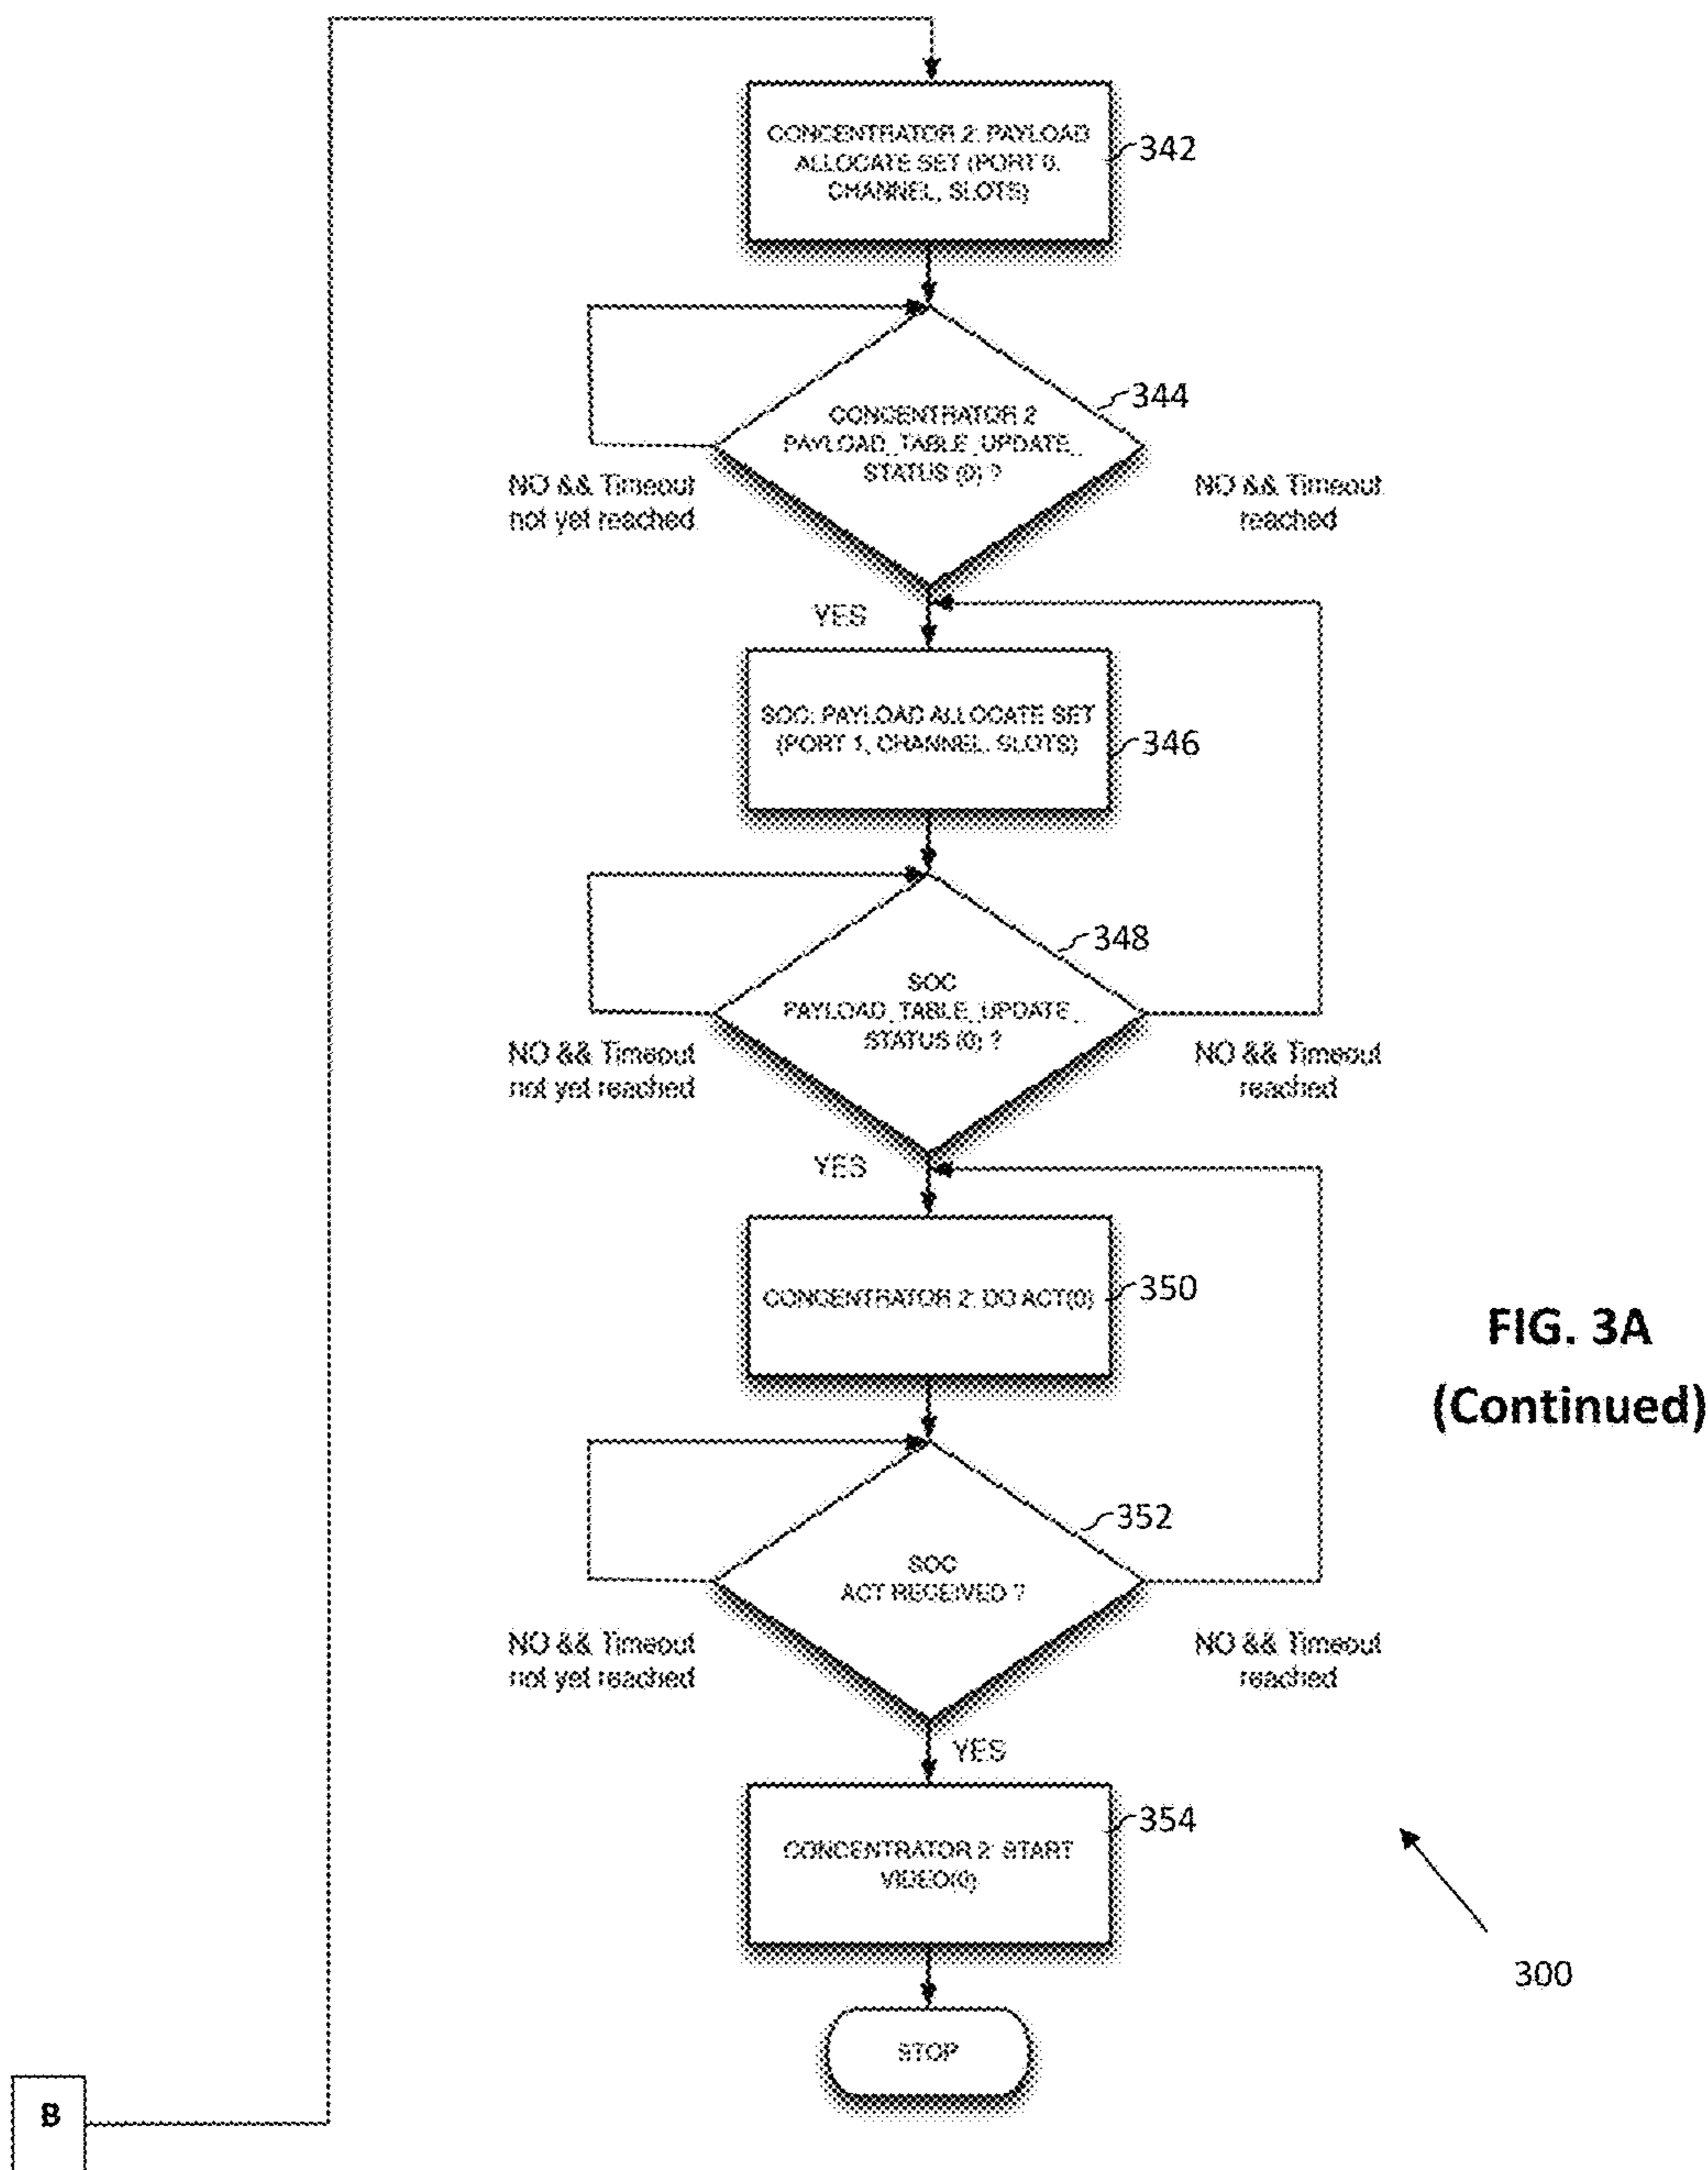 CONCENTRATOR 2: PAYLOAD
ALLOCATE SET (PORT 0,
CHANNEL, SLOTS)
342
344
CONCENTRATOR 2
PAYLOAD_TABLE_UPDATE_
STATUS (0) ?
NO && Timeout
not yet reached
NO && Timeout
reached
YES
SOC: PAYLOAD ALLOCATE SET
(PORT 1, CHANNEL, SLOTS)
346
348
SOC
PAYLOAD_TABLE_UPDATE_
STATUS (0) ?
NO && Timeout
not yet reached
NO && Timeout
reached
YES
CONCENTRATOR 2: DO ACT(0)
350
FIG. 3A
(Continued)
352
SOC
ACT RECEIVED ?
NO && Timeout
not yet reached
NO && Timeout
reached
YES
CONCENTRATOR 2: START
VIDEO(0)
354
300
STOP
B